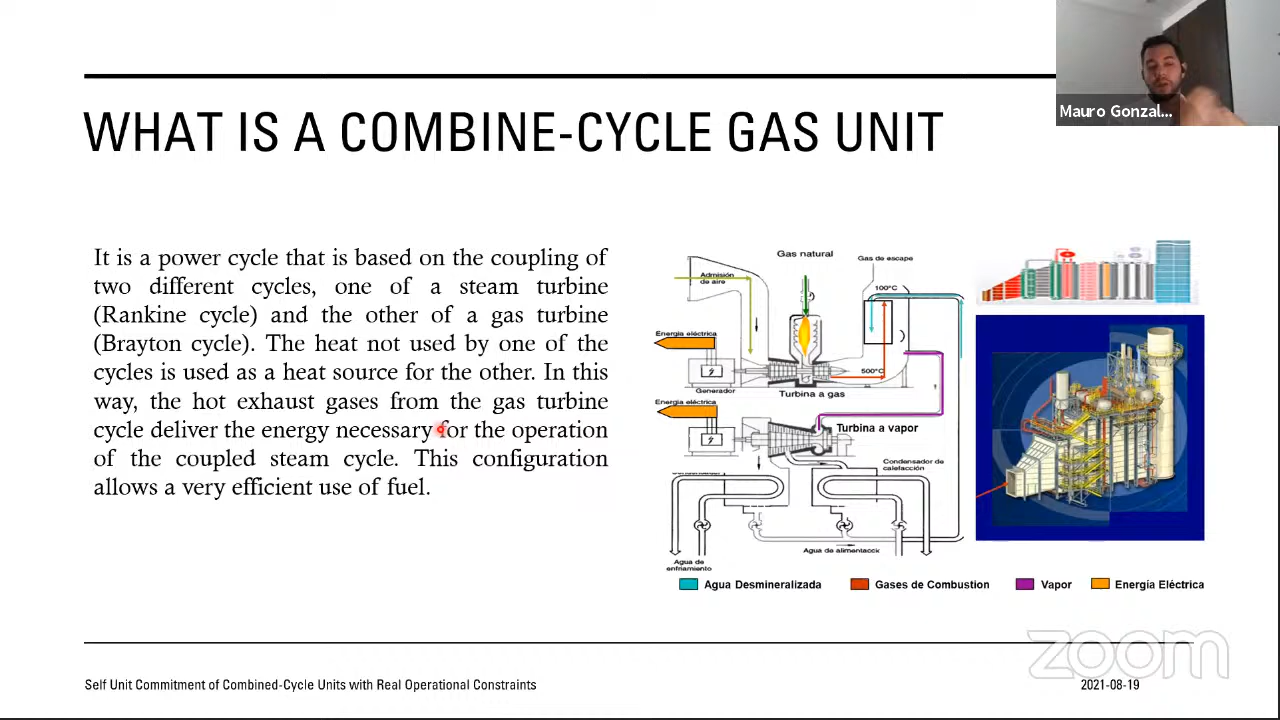 Mauro Gonzal...
WHAT IS A COMBINE-CYCLE GAS UNIT
It is a power cycle that is based on the coupling of
two different cycles, one of a steam turbine
(Rankine cycle) and the other of a gas turbine
(Brayton cycle). The heat not used by one of the
cycles is used as a heat source for the other. In this
way, the hot exhaust gases from the gas turbine
cycle deliver the energy necessary for the operation
of the coupled steam cycle. This configuration
allows a very efficient use of fuel.
Gas natural
Gas de escape
Admisión
de aire
100°C
Energía eléctrica
500°C
Generador
Turbina a gas
Energía eléctrica
Turbina a vapor
Condensador de
calefacción
Agua de alimentacck
Agua de
enfriamiento
Agua Desmineralizada
Gases de Combustion
Vapor
Energía Eléctrica
zoom
Self Unit Commitment of Combined-Cycle Units with Real Operational Constraints
2021-08-19